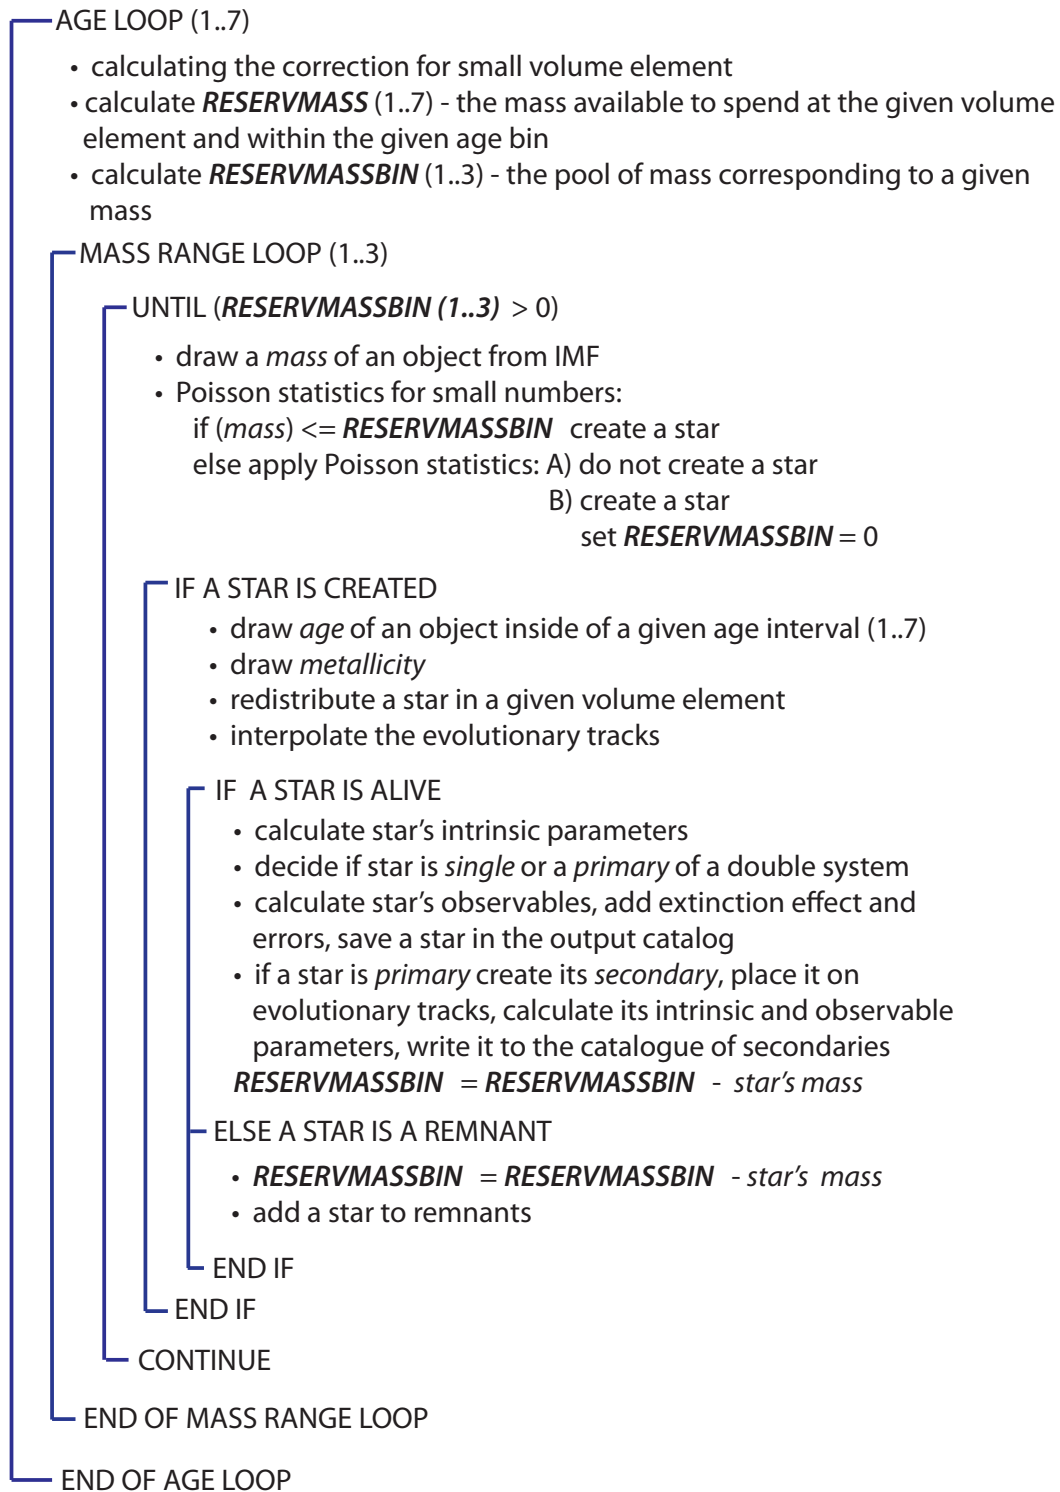 AGE LOOP (1..7)
• calculating the correction for small volume element
• calculate RESERVMASS (1..7) - the mass available to spend at the given volume
element and within the given age bin
• calculate RESERVMASSBIN (1..3) - the pool of mass corresponding to a given
mass
MASS RANGE LOOP (1..3)
UNTIL (RESERVMASSBIN (1..3) > 0)
• draw a mass of an object from IMF
• Poisson statistics for small numbers:
if (mass) <= RESERVMASSBIN create a star
else apply Poisson statistics: A) do not create a star
B) create a star
set RESERVMASSBIN = 0
IF A STAR IS CREATED
• draw age of an object inside of a given age interval (1..7)
• draw metallicity
• redistribute a star in a given volume element
• interpolate the evolutionary tracks
IF A STAR IS ALIVE
• calculate star's intrinsic parameters
• decide if star is single or a primary of a double system
• calculate star's observables, add extinction effect and
errors, save a star in the output catalog
• if a star is primary create its secondary, place it on
evolutionary tracks, calculate its intrinsic and observable
parameters, write it to the catalogue of secondaries
RESERVMASSBIN = RESERVMASSBIN - star's mass
ELSE A STAR IS A REMNANT
• RESERVMASSBIN = RESERVMASSBIN - star's mass
• add a star to remnants
END IF
END IF
CONTINUE
END OF MASS RANGE LOOP
END OF AGE LOOP